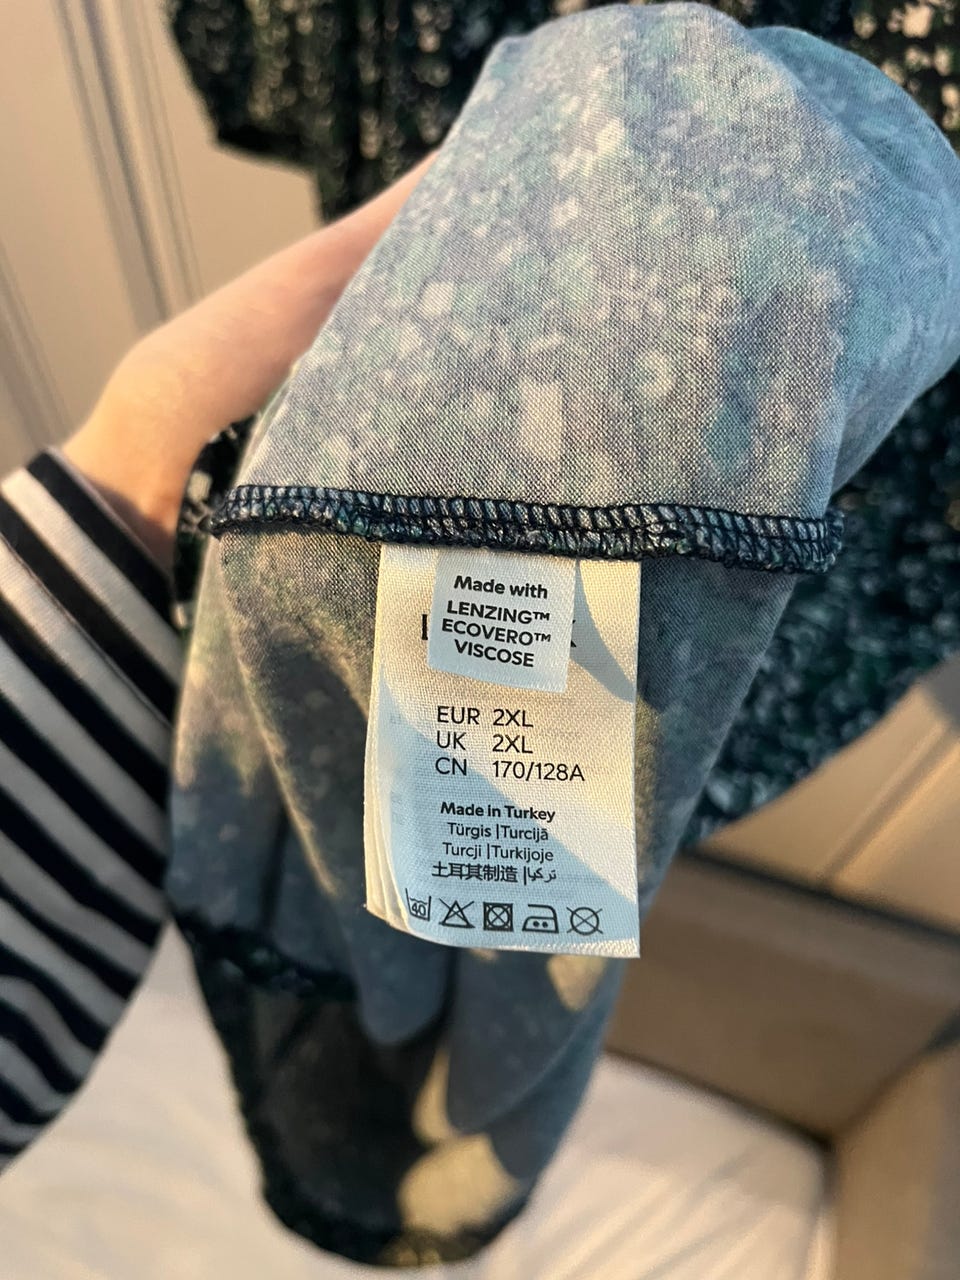 Made with
LENZING™
ECOVERO™
VISCOSE
EUR 2XL
UK 2XL
CN 170/128A
Made in Turkey
Türgis |Turcijā
Turcji |Turkijoje
土耳其制造 |تركيا
40